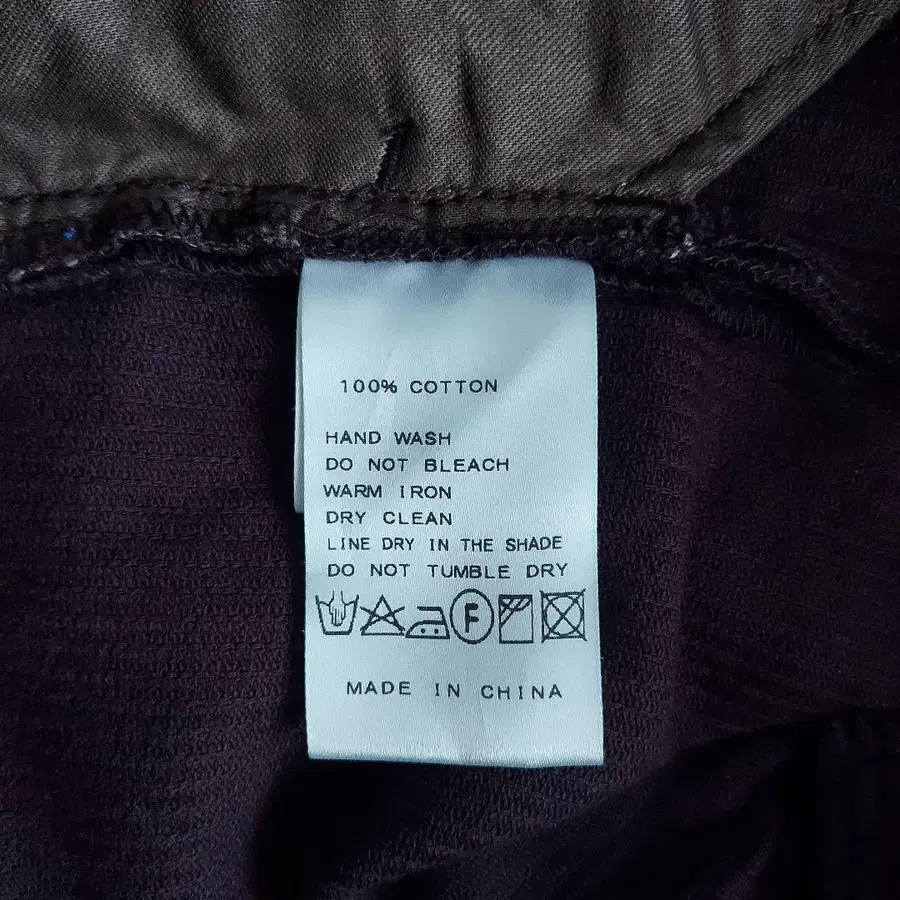 100% COTTON
HAND WASH
DO NOT BLEACH
WARM IRON
DRY CLEAN
LINE DRY IN THE SHADE
DO NOT TUMBLE DRY
F
MADE IN CHINA